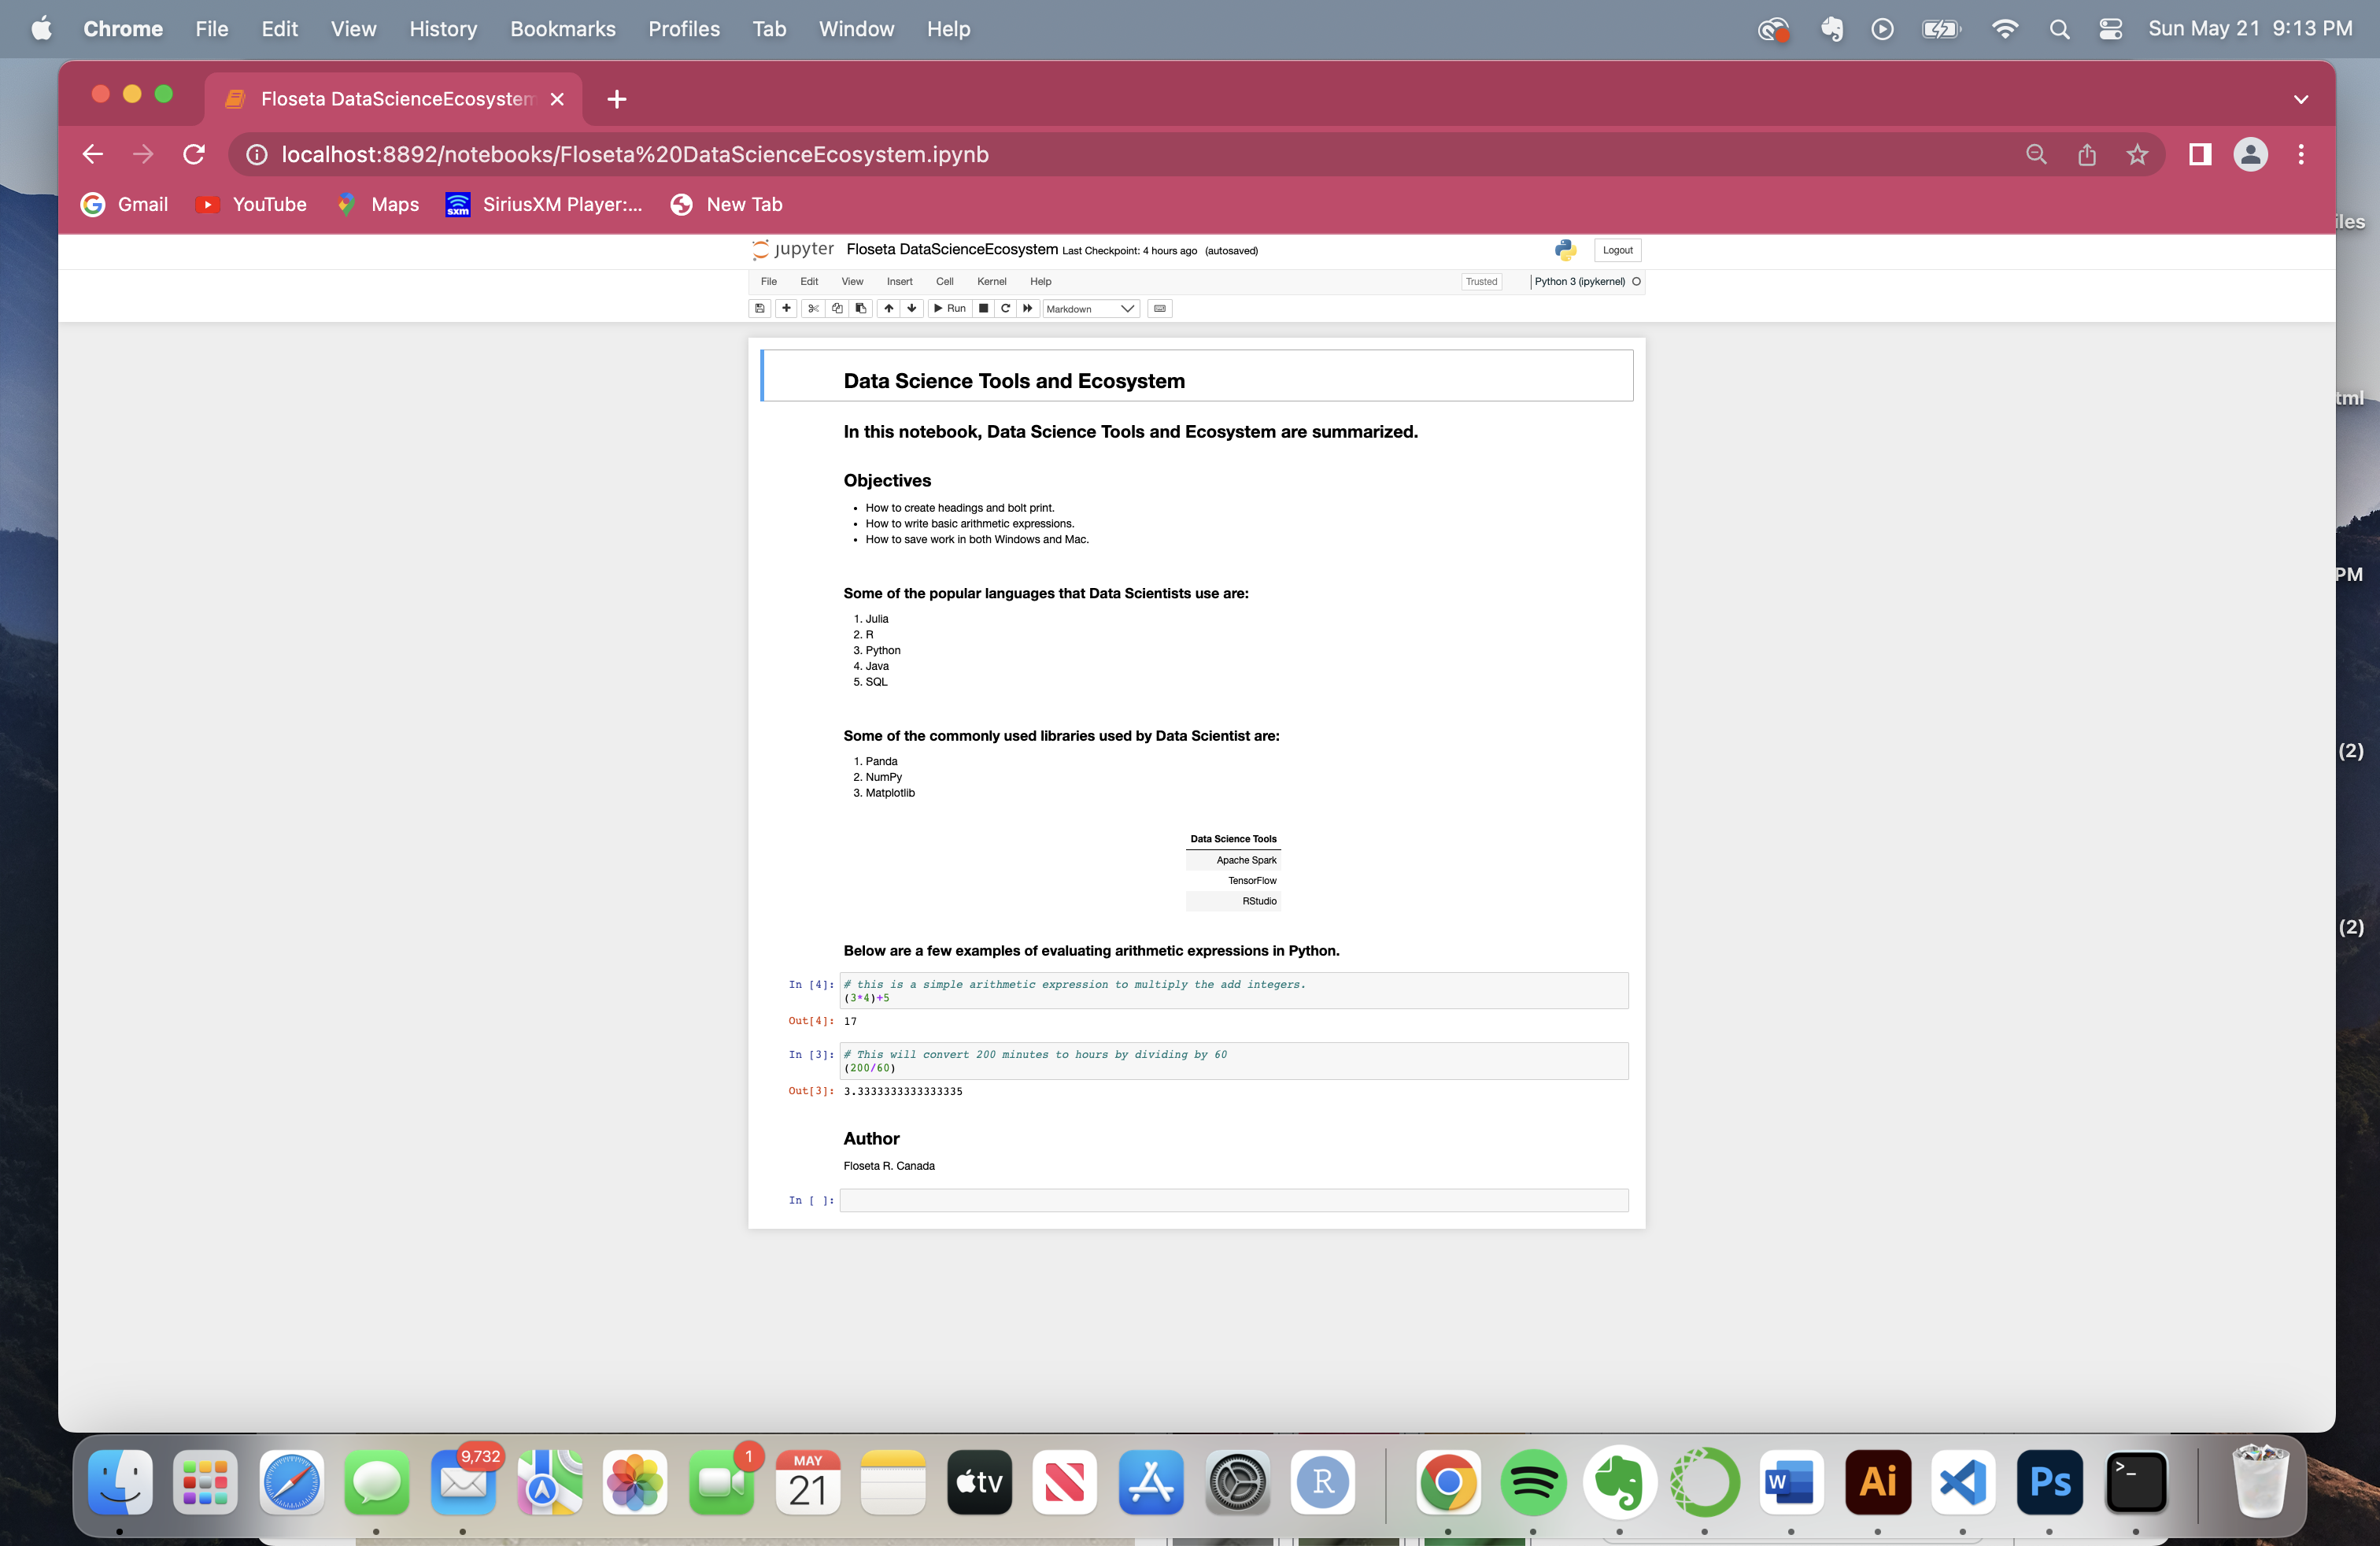 Chrome File Edit View History Bookmarks Profiles Tab Window Help Sun May 21 9:13 PM
Floseta DataScienceEcosystem
localhost:8892/notebooks/Floseta%20DataScienceEcosystem.ipynb
Gmail YouTube Maps sxm SiriusXM Player:... New Tab
jupyter Floseta DataScienceEcosystem Last Checkpoint: 4 hours ago (autosaved) Logout
File Edit View Insert Cell Kernel Help Trusted Python 3 (ipykernel)
Run Markdown
Data Science Tools and Ecosystem
In this notebook, Data Science Tools and Ecosystem are summarized.
Objectives
• How to create headings and bolt print.
• How to write basic arithmetic expressions.
• How to save work in both Windows and Mac.
Some of the popular languages that Data Scientists use are:
1. Julia
2. R
3. Python
4. Java
5. SQL
Some of the commonly used libraries used by Data Scientist are:
1. Panda
2. NumPy
3. Matplotlib
Data Science Tools
Apache Spark
TensorFlow
RStudio
Below are a few examples of evaluating arithmetic expressions in Python.
In [4]: # this is a simple arithmetic expression to multiply the add integers.
(3*4)+5
Out[4]: 17
In [3]: # This will convert 200 minutes to hours by dividing by 60
(200/60)
Out[3]: 3.3333333333333335
Author
Floseta R. Canada
In [ ]:
iles
tml
PM
(2)
(2)
9,732
1
MAY
21
tv
R
W
Ai
Ps
>_